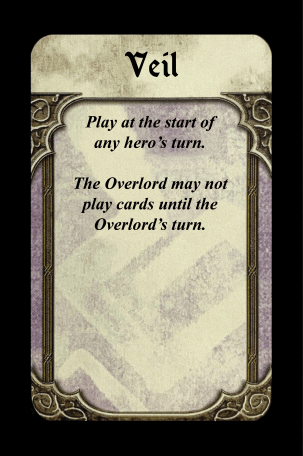 Veil
Play at the start of
any hero's turn.
The Overlord may not
play cards until the
Overlord's turn.